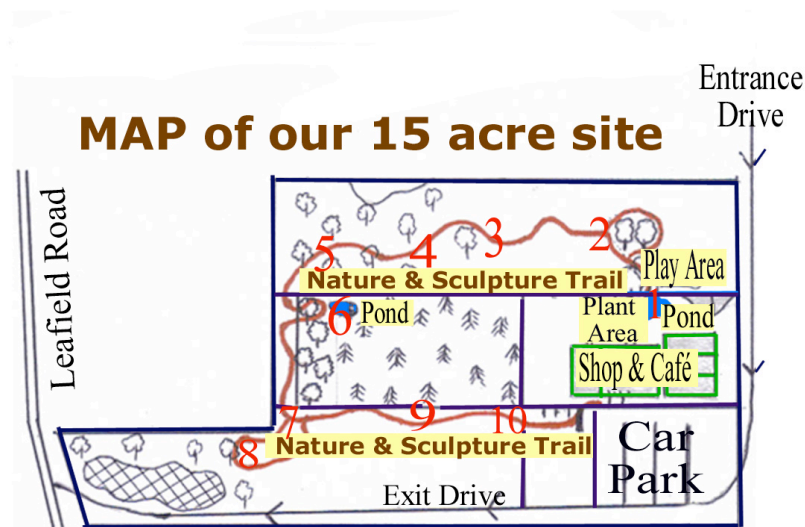 Entrance
Drive
MAP of our 15 acre site
Leafield Road
2
3
4
5
Play Area
Nature & Sculpture Trail
1
6
Pond
Plant
Area
Pond
Shop & Café
7
9
10
8
Nature & Sculpture Trail
Car
Park
Exit Drive